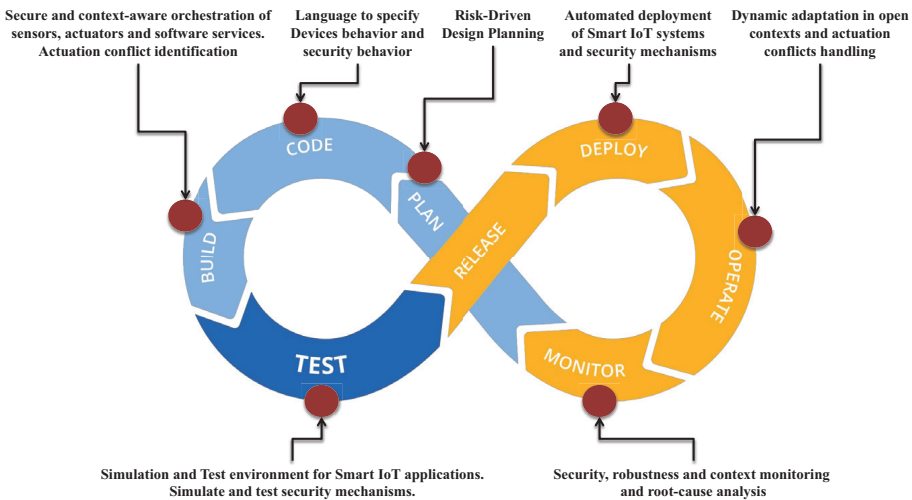 Secure and context-aware orchestration of
sensors, actuators and software services.
Actuation conflict identification
Language to specify
Devices behavior and
security behavior
Risk-Driven
Design Planning
Automated deployment
of Smart IoT systems
and security mechanisms
Dynamic adaptation in open
contexts and actuation
conflicts handling
CODE
DEPLOY
PLAN
BUILD
RELEASE
OPERATE
TEST
MONITOR
Simulation and Test environment for Smart IoT applications.
Simulate and test security mechanisms.
Security, robustness and context monitoring
and root-cause analysis